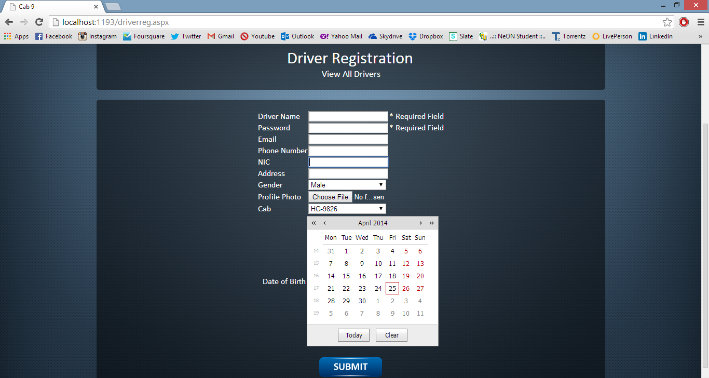 Cab 9
localhost:1193/driverreg.aspx
Apps Facebook Instagram Foursquare Twitter Gmail Youtube Outlook Yahoo Mail Skydrive Dropbox Slate ..:: NeON Student ::.. Torrentz LivePerson LinkedIn »
Driver Registration
View All Drivers
Driver Name * Required Field
Password * Required Field
Email
Phone Number
NIC
Address
Gender Male
Profile Photo Choose File No f...sen
Cab HG-9826
« ‹ April 2014 › »
Mon Tue Wed Thu Fri Sat Sun
14 31 1 2 3 4 5 6
15 7 8 9 10 11 12 13
16 14 15 16 17 18 19 20
Date of Birth 17 21 22 23 24 25 26 27
18 28 29 30 1 2 3 4
19 5 6 7 8 9 10 11
Today Clear
SUBMIT